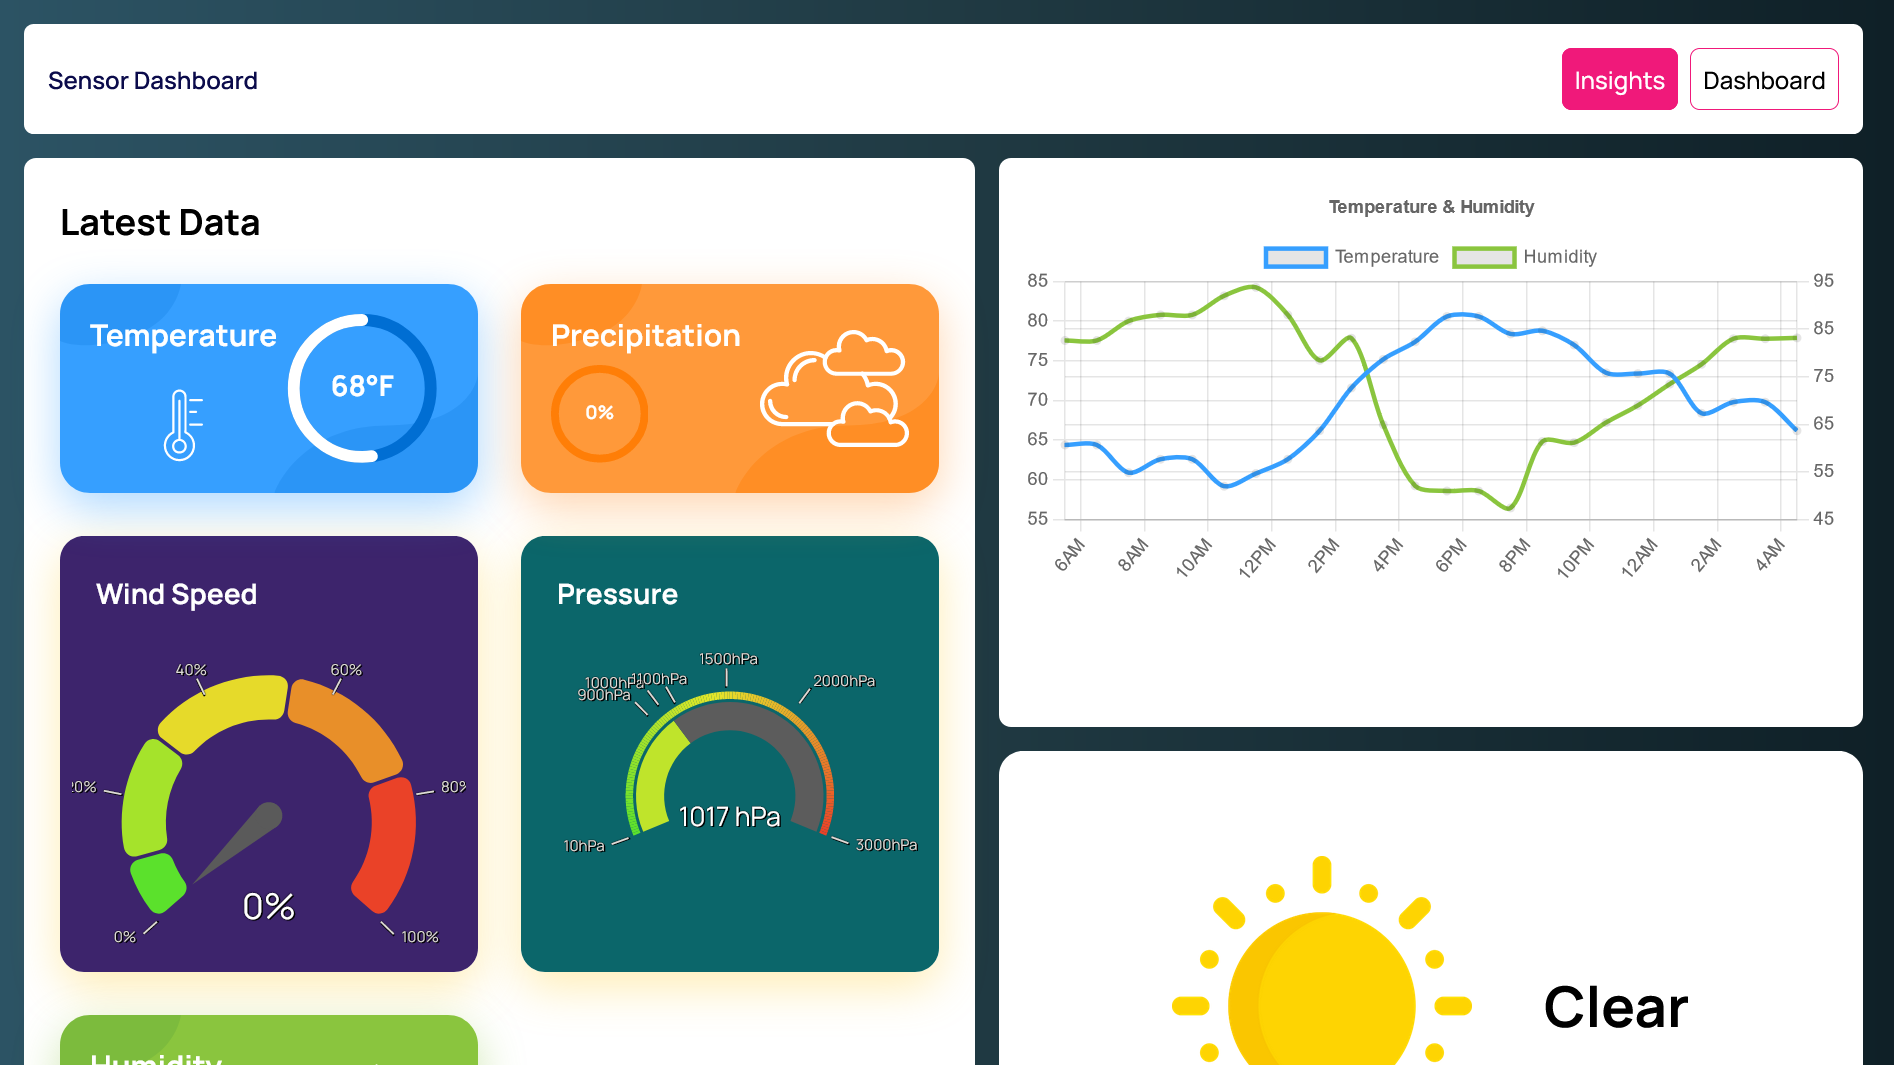 Sensor Dashboard
Insights
Dashboard
Latest Data
Temperature
68°F
Precipitation
0%
Wind Speed
0%
20%
40%
60%
80%
100%
0%
Pressure
10hPa
900hPa
1000hPa
1100hPa
1500hPa
2000hPa
3000hPa
1017 hPa
Humidity
Temperature & Humidity
Temperature
Humidity
85
80
75
70
65
60
55
95
85
75
65
55
45
6AM
8AM
10AM
12PM
2PM
4PM
6PM
8PM
10PM
12AM
2AM
4AM
Clear